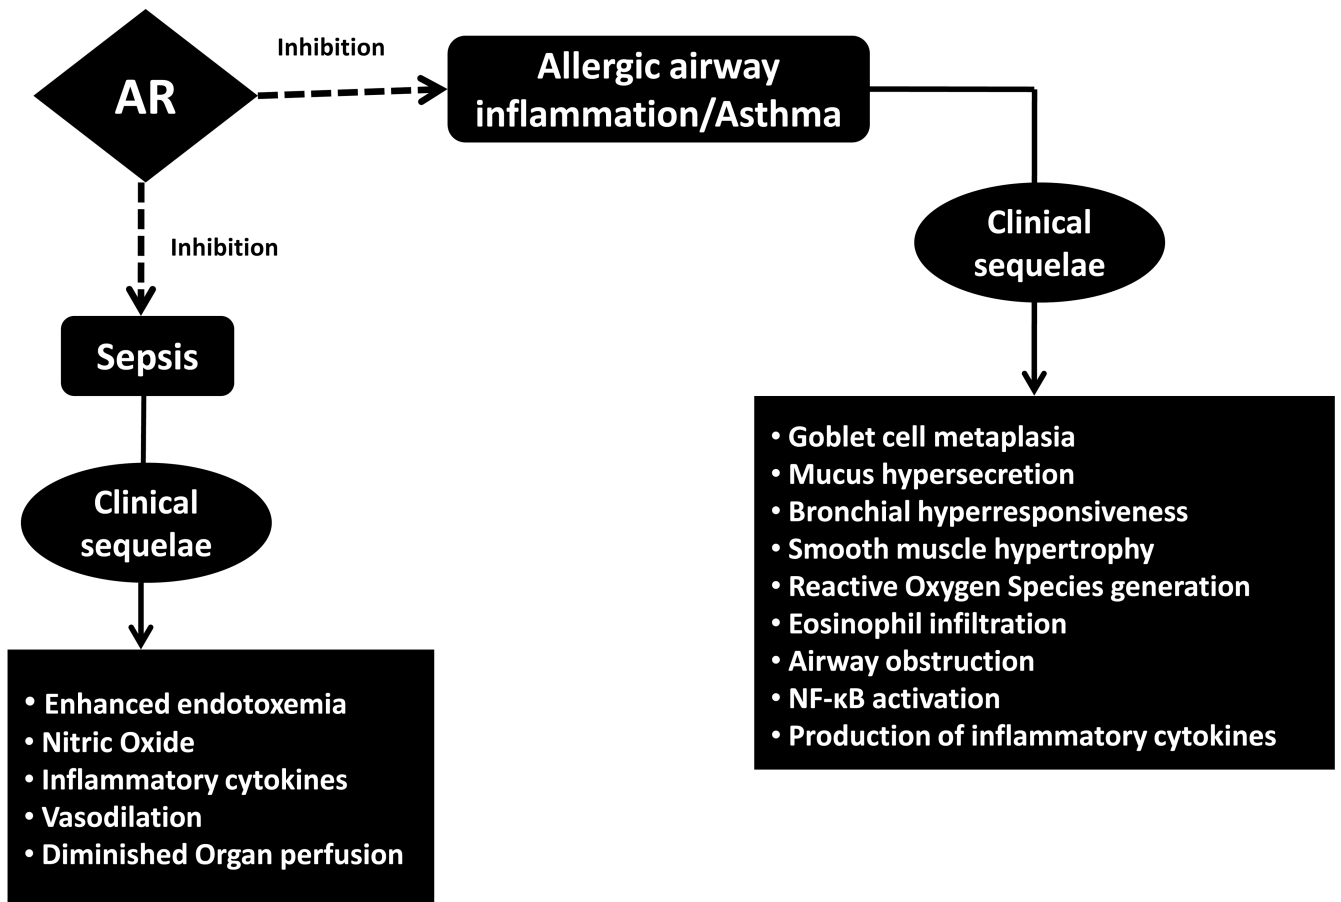 AR
Inhibition
Allergic airway
inflammation/Asthma
Clinical
sequelae
• Goblet cell metaplasia
• Mucus hypersecretion
• Bronchial hyperresponsiveness
• Smooth muscle hypertrophy
• Reactive Oxygen Species generation
• Eosinophil infiltration
• Airway obstruction
• NF-κB activation
• Production of inflammatory cytokines
Inhibition
Sepsis
Clinical
sequelae
• Enhanced endotoxemia
• Nitric Oxide
• Inflammatory cytokines
• Vasodilation
• Diminished Organ perfusion